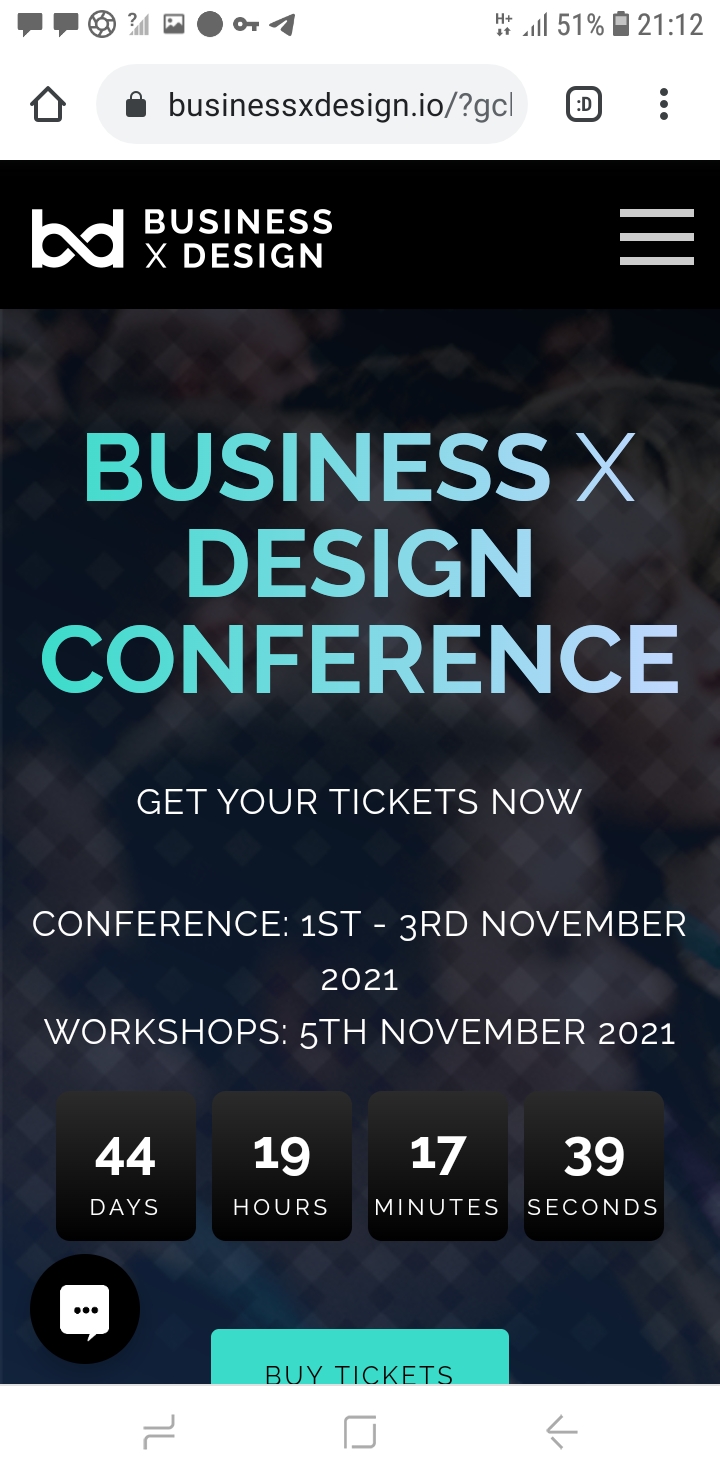 H+ 51% 21:12
businessxdesign.io/?gcl
:D
bd BUSINESS
X DESIGN
BUSINESS X
DESIGN
CONFERENCE
GET YOUR TICKETS NOW
CONFERENCE: 1ST - 3RD NOVEMBER
2021
WORKSHOPS: 5TH NOVEMBER 2021
44 19 17 39
DAYS HOURS MINUTES SECONDS
BUY TICKETS